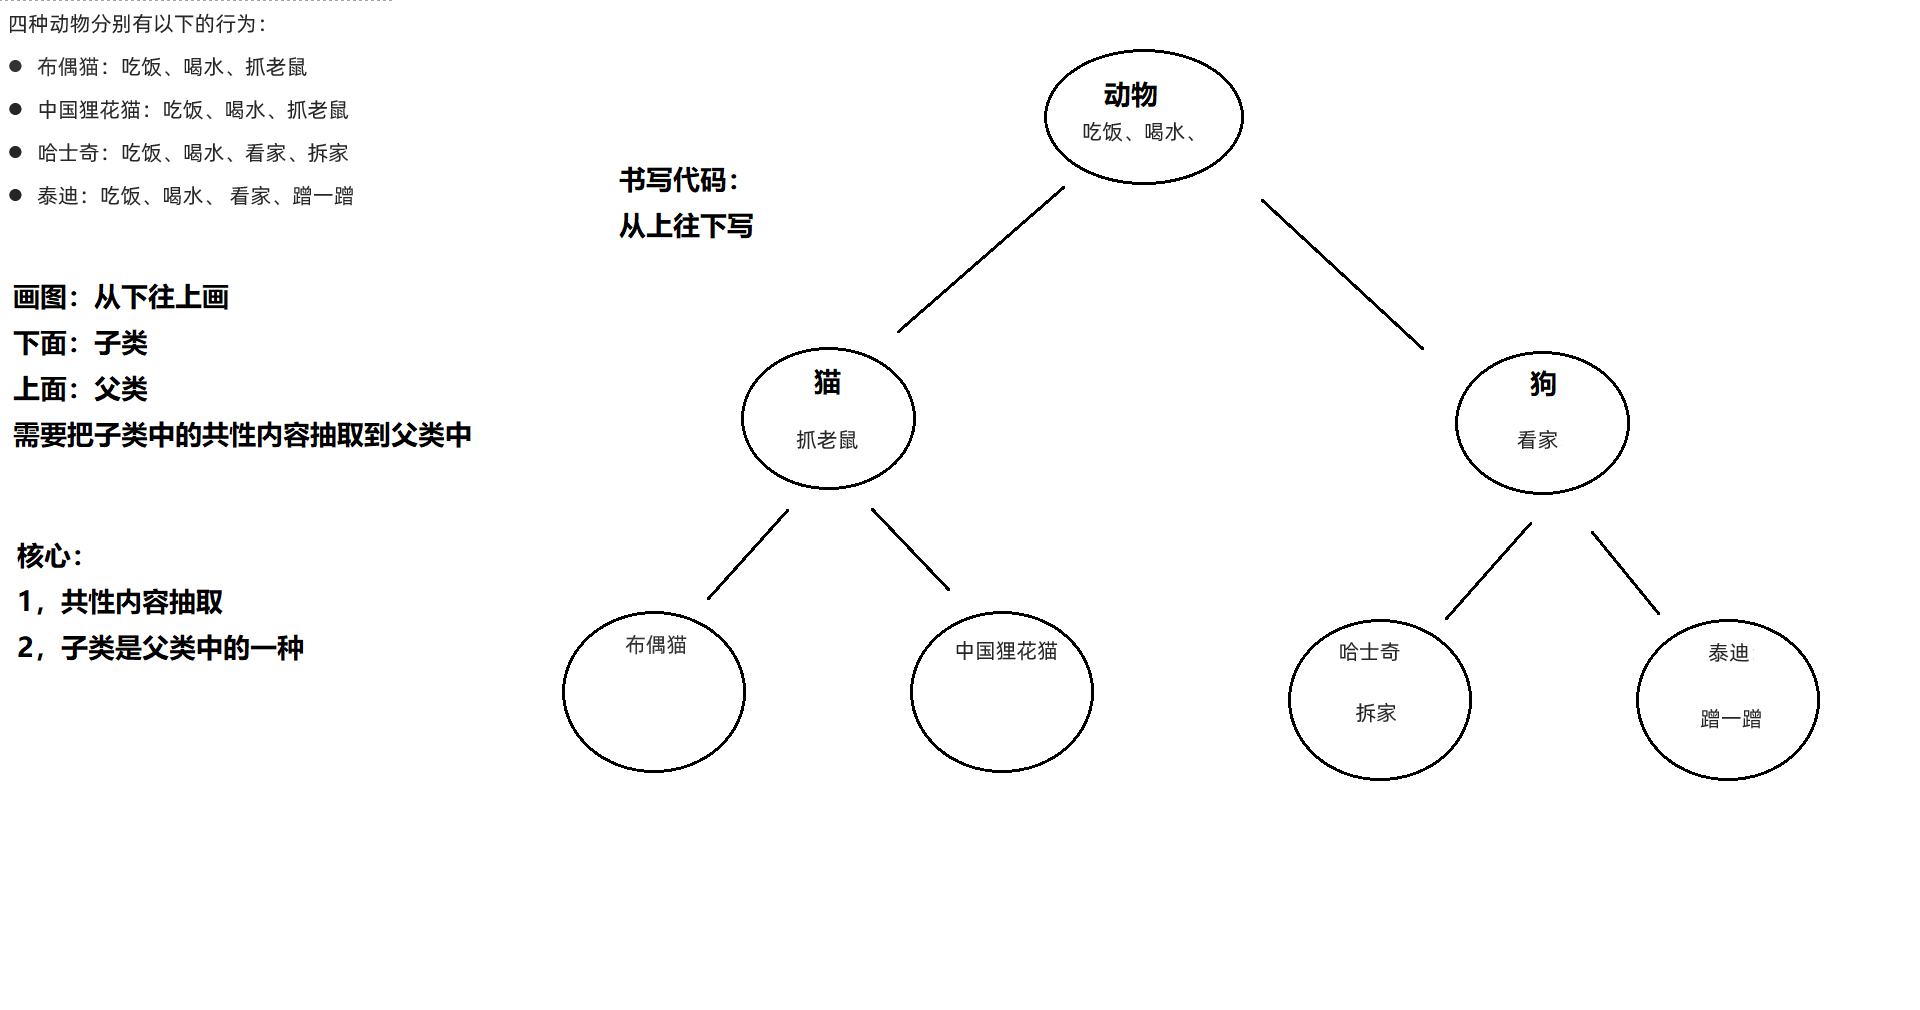 四种动物分别有以下的行为：
● 布偶猫：吃饭、喝水、抓老鼠
● 中国狸花猫：吃饭、喝水、抓老鼠
● 哈士奇：吃饭、喝水、看家、拆家
● 泰迪：吃饭、喝水、 看家、蹭一蹭
画图：从下往上画
下面：子类
上面：父类
需要把子类中的共性内容抽取到父类中
核心：
1，共性内容抽取
2，子类是父类中的一种
书写代码：
从上往下写
动物
吃饭、喝水、
猫
抓老鼠
狗
看家
布偶猫
中国狸花猫
哈士奇
拆家
泰迪
蹭一蹭